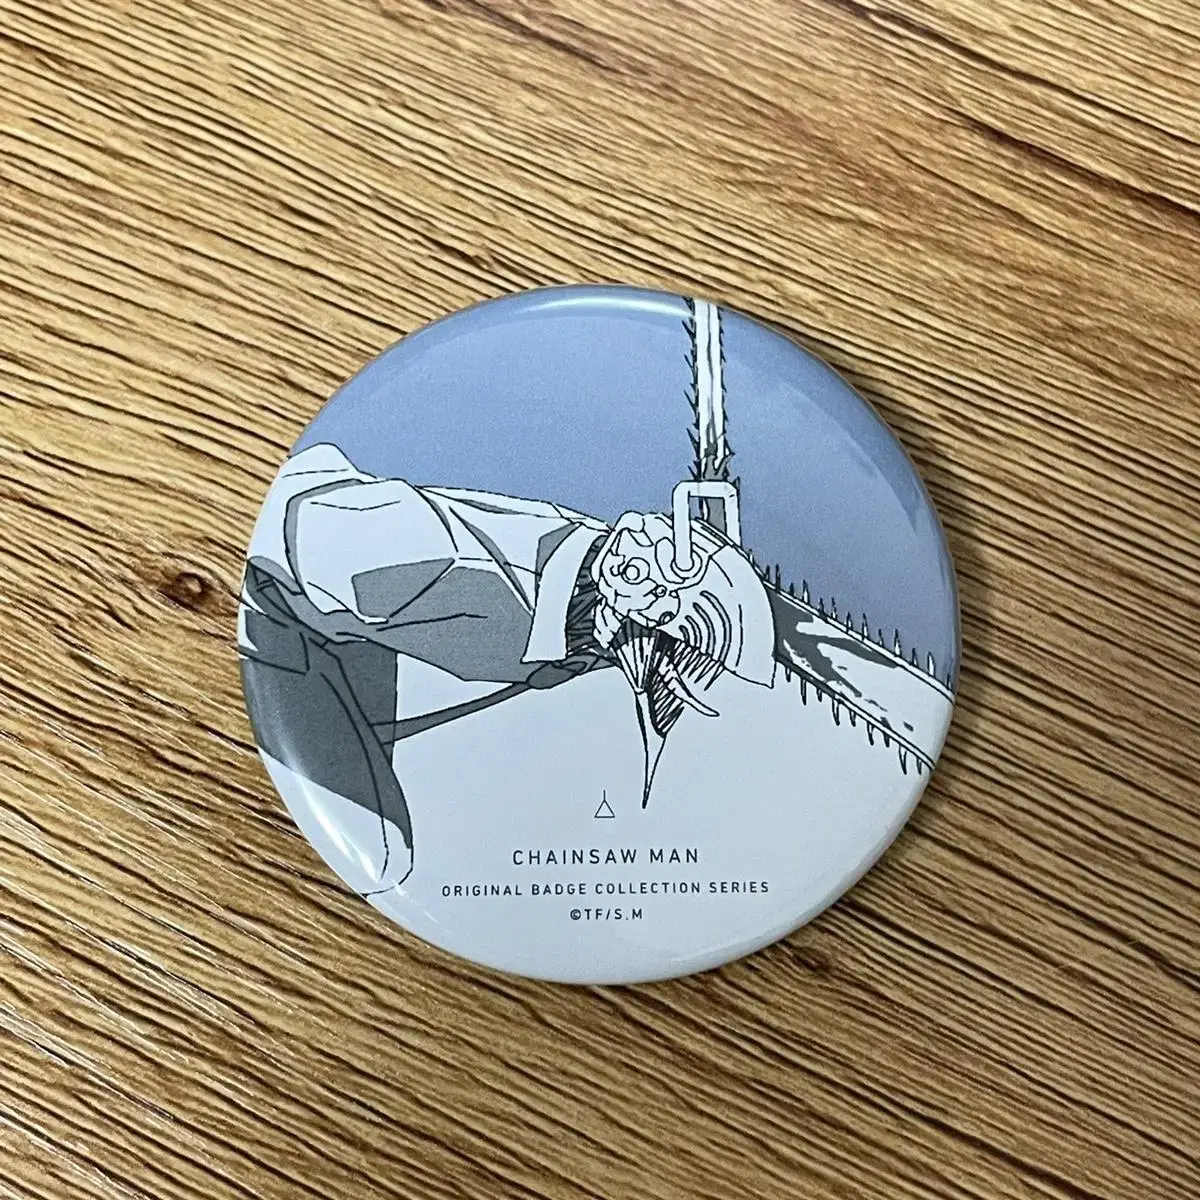 CHAINSAW MAN
ORIGINAL BADGE COLLECTION SERIES
©TF/S.M